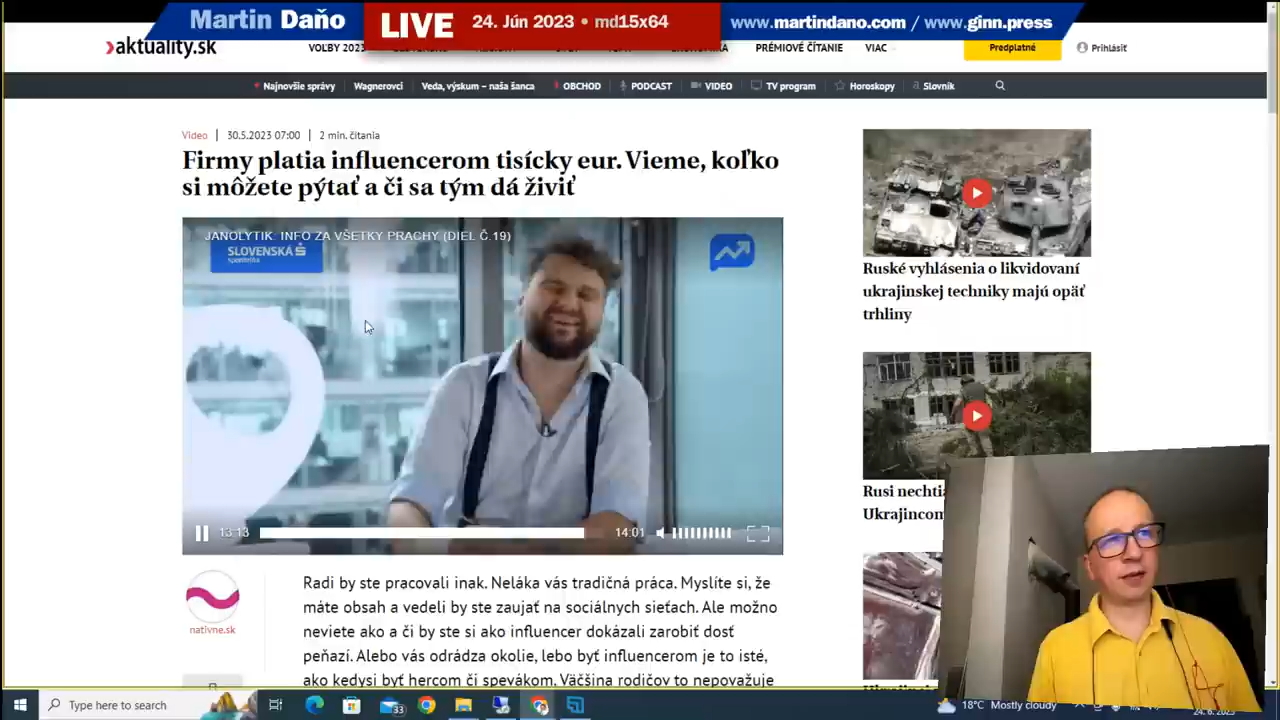 Martin Daňo
LIVE
24. Jún 2023 • md15x64
www.martindano.com / www.ginn.press
aktuality.sk
VOĽBY 2023
PRÉMIOVÉ ČÍTANIE
VIAC
Predplatné
Prihlásiť
Najnovšie správy
Wagnerovci
Veda, výskum – naša šanca
OBCHOD
PODCAST
VIDEO
TV program
Horoskopy
Slovník
Video | 30.5.2023 07:00 | 2 min. čítania
Firmy platia influencerom tisícky eur. Vieme, koľko
si môžete pýtať a či sa tým dá živiť
JANOLYTIK: INFO ZA VŠETKY PRACHY (DIEL Č.19)
SLOVENSKÁ
sporiteľňa
13:13
14:01
nativne.sk
Radi by ste pracovali inak. Neláka vás tradičná práca. Myslíte si, že
máte obsah a vedeli by ste zaujať na sociálnych sieťach. Ale možno
neviete ako a či by ste si ako influencer dokázali zarobiť dosť
peňazí. Alebo vás odrádza okolie, lebo byť influencerom je to isté,
ako kedysi byť hercom či spevákom. Väčšina rodičov to nepovažuje
Ruské vyhlásenia o likvidovaní
ukrajinskej techniky majú opäť
trhliny
Rusi nechtia
Ukrajincom
Type here to search
33
18°C Mostly cloudy